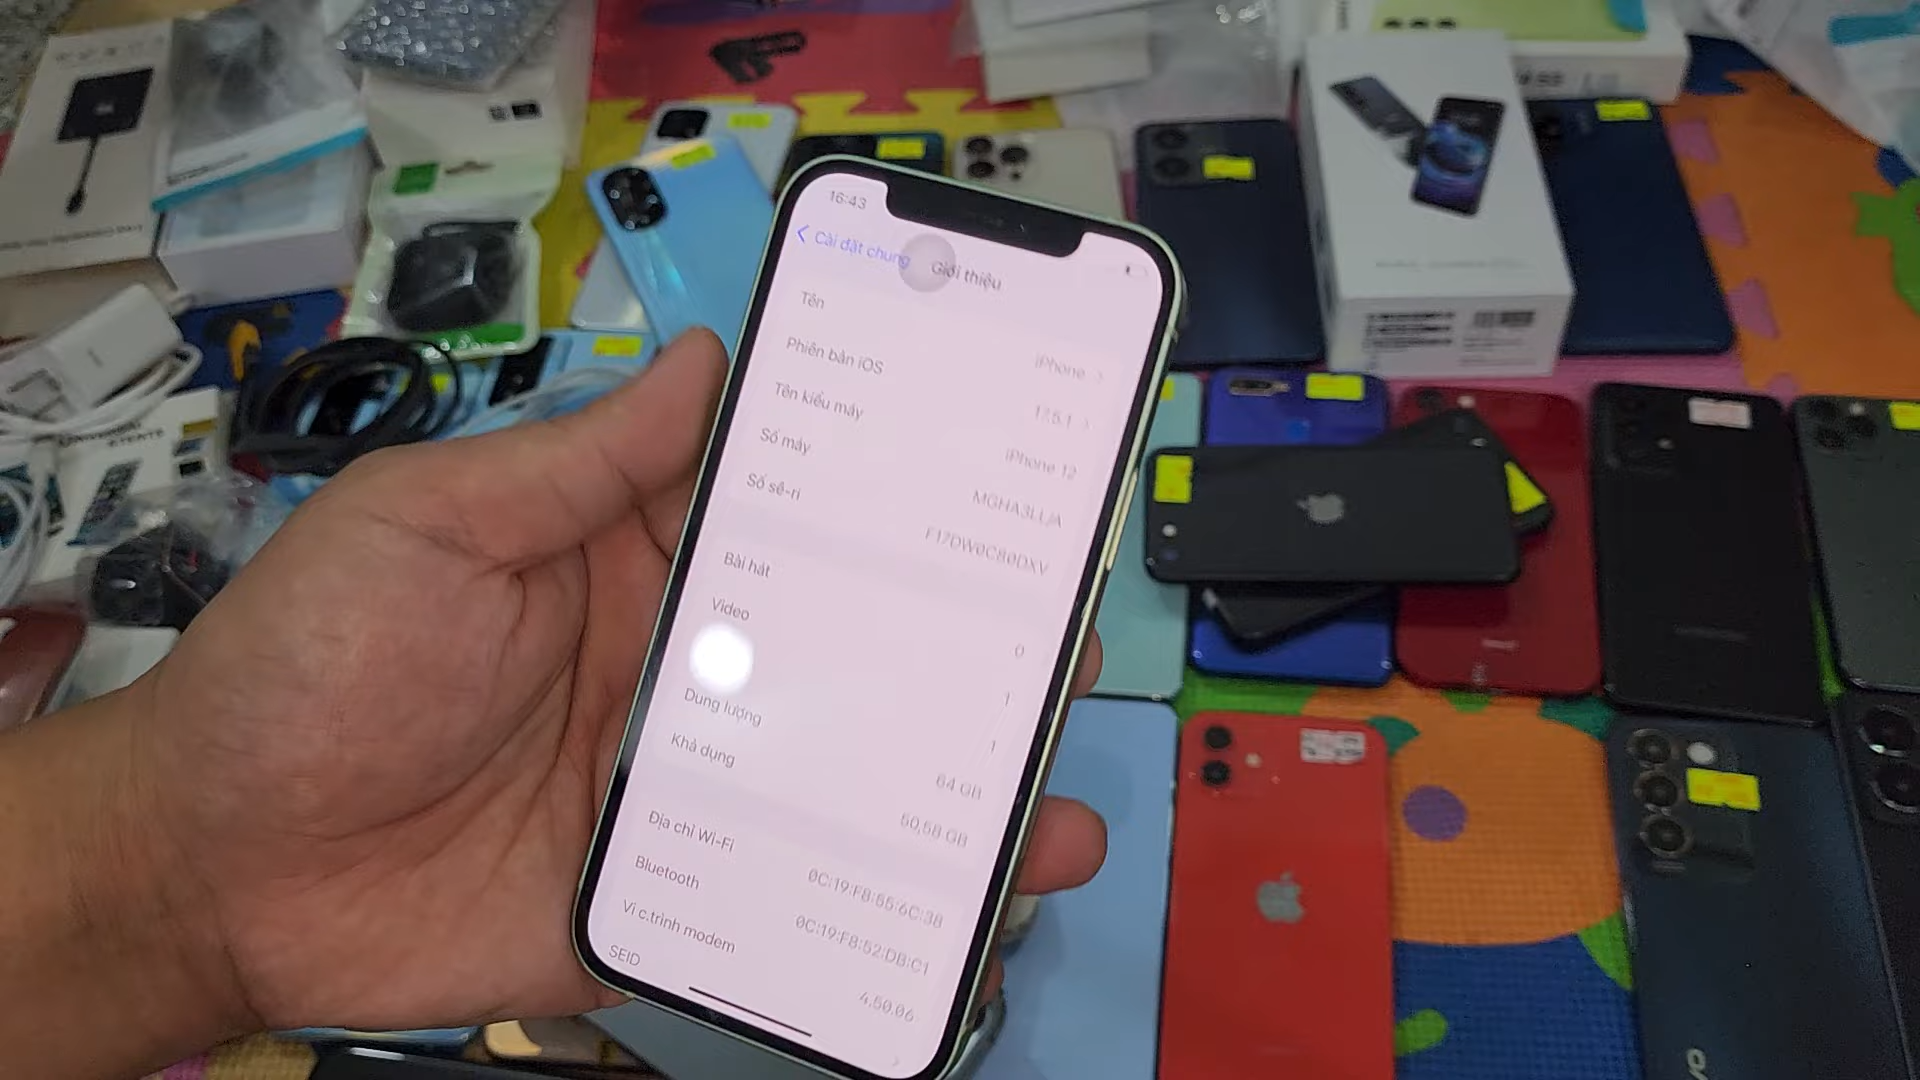 16:43
Cài đặt chung
Giới thiệu
Tên
iPhone
Phiên bản iOS
17.5.1
Tên kiểu máy
iPhone 12
Số máy
MGHA3LL/A
Số sê-ri
F17DW0C80DXV
Bài hát
0
Video
1
1
Dung lượng
64 GB
Khả dụng
50,58 GB
Địa chỉ Wi-Fi
0C:19:F8:55:6C:3B
Bluetooth
0C:19:F8:52:DB:C1
Vi c.trình modem
4.50.06
SEID